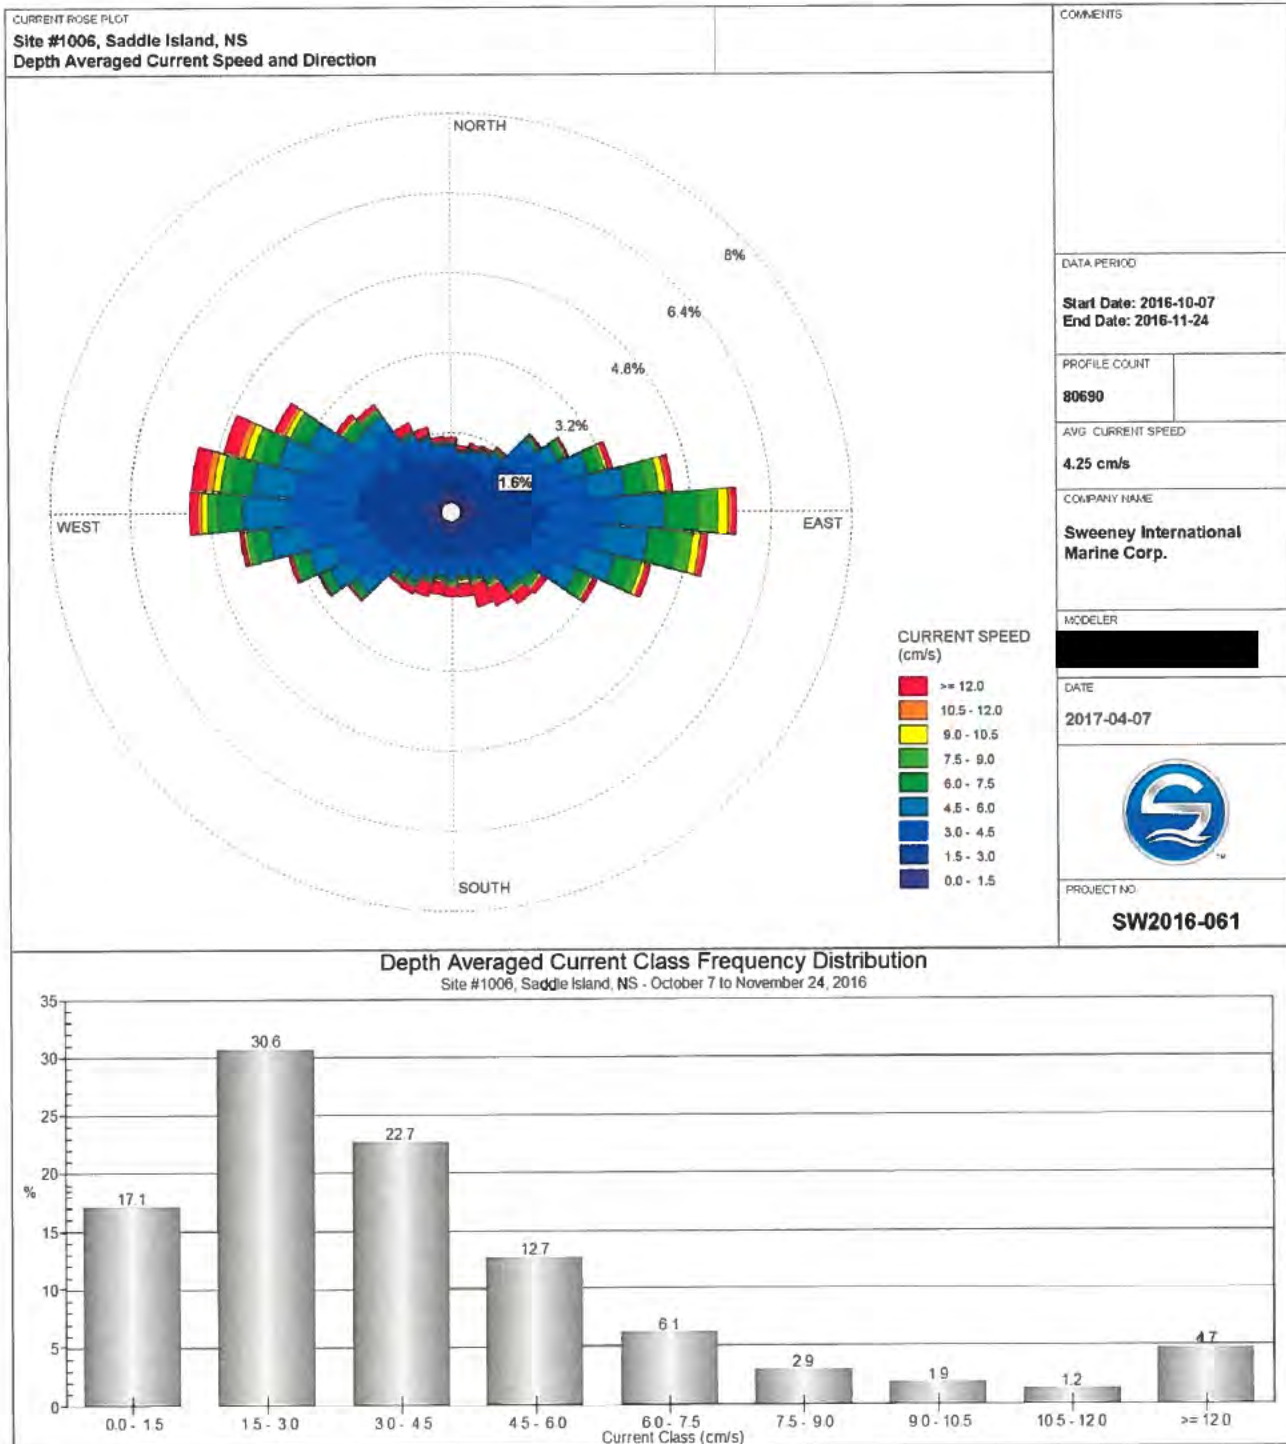 CURRENT ROSE PLOT
Site #1006, Saddle Island, NS
Depth Averaged Current Speed and Direction
COMMENTS
NORTH
8%
6.4%
4.8%
3.2%
1.6%
WEST
EAST
SOUTH
CURRENT SPEED
(cm/s)
>= 12.0
10.5 - 12.0
9.0 - 10.5
7.5 - 9.0
6.0 - 7.5
4.5 - 6.0
3.0 - 4.5
1.5 - 3.0
0.0 - 1.5
DATA PERIOD
Start Date: 2016-10-07
End Date: 2016-11-24
PROFILE COUNT
80690
AVG CURRENT SPEED
4.25 cm/s
COMPANY NAME
Sweeney International
Marine Corp.
MODELER
DATE
2017-04-07
TM
PROJECT NO.
SW2016-061
Depth Averaged Current Class Frequency Distribution
Site #1006, Saddle Island, NS - October 7 to November 24, 2016
35
30
25
20
%
15
10
5
0
17.1
30.6
22.7
12.7
6.1
2.9
1.9
1.2
4.7
0.0 - 1.5
1.5 - 3.0
3.0 - 4.5
4.5 - 6.0
6.0 - 7.5
7.5 - 9.0
9.0 - 10.5
10.5 - 12.0
>= 12.0
Current Class (cm/s)